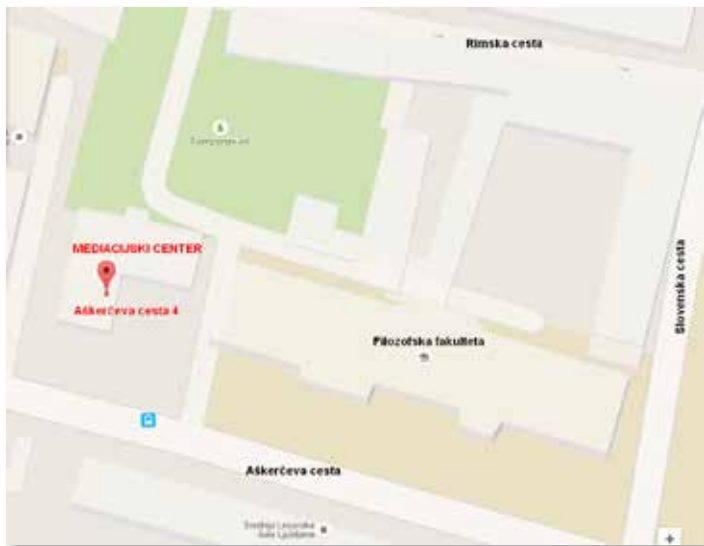 Rimska cesta
MEDIACIJSKI CENTER
Aškerčeva cesta 4
Slovenska cesta
Filozofska fakulteta
Aškerčeva cesta